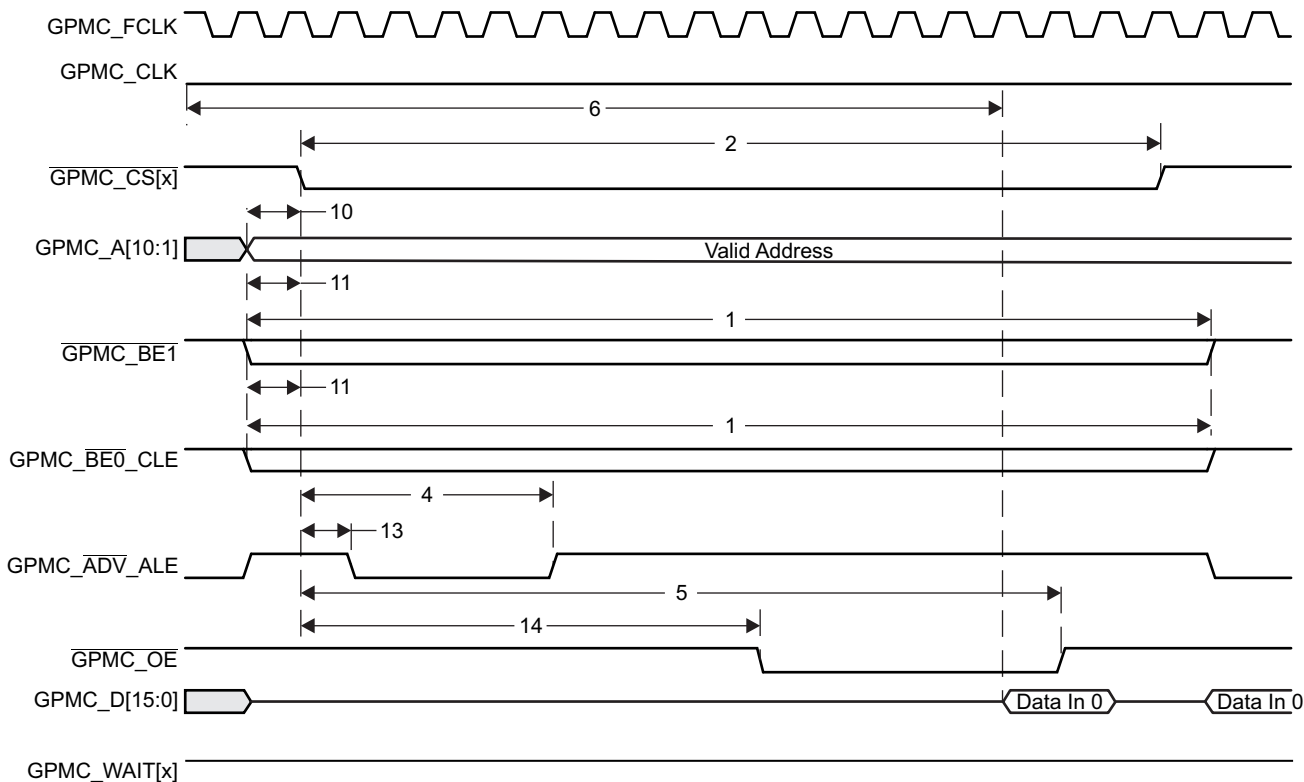 GPMC_FCLK
GPMC_CLK
6
2
GPMC_CS[x]
10
GPMC_A[10:1]
Valid Address
11
1
GPMC_BE1
11
1
GPMC_BE0_CLE
4
13
GPMC_ADV_ALE
5
14
GPMC_OE
GPMC_D[15:0]
Data In 0
Data In 0
GPMC_WAIT[x]